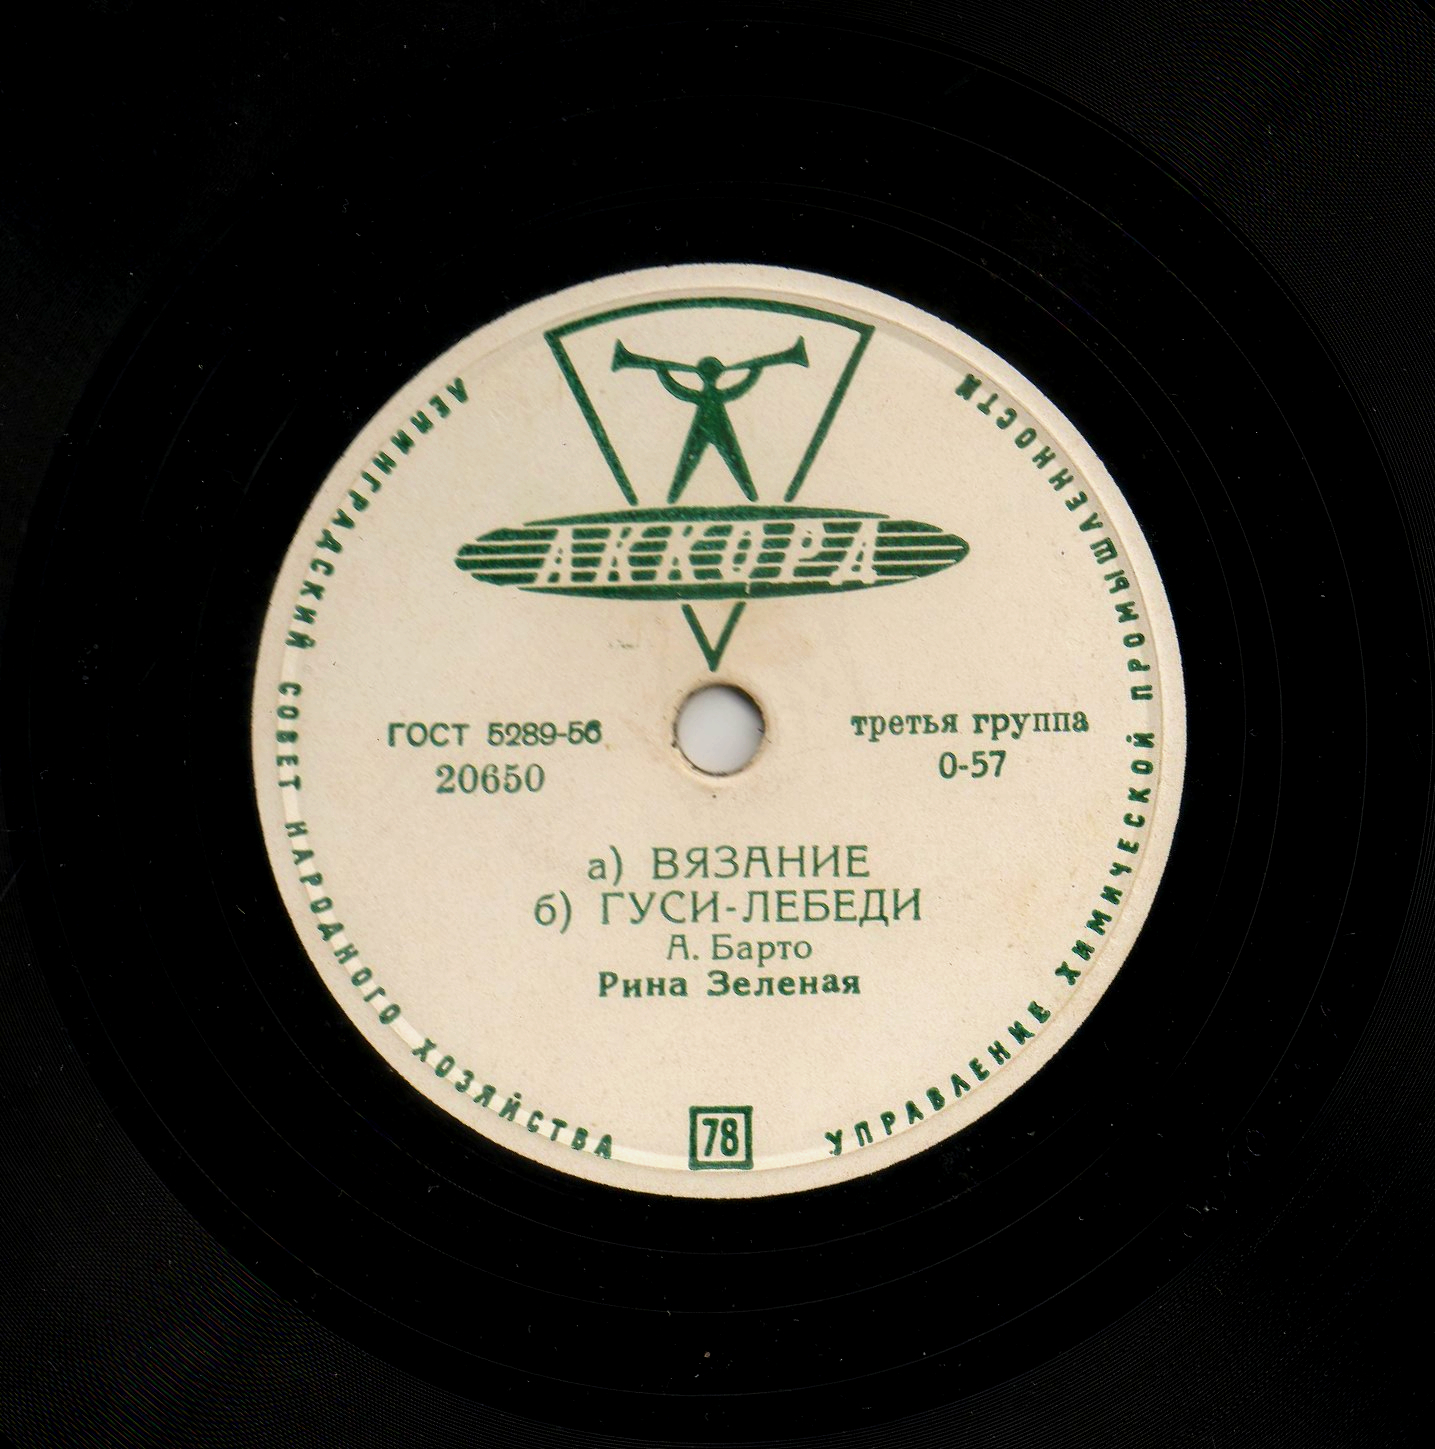 АККОРД
ГОСТ 5289-56
20650
третья группа
0-57
а) ВЯЗАНИЕ
б) ГУСИ-ЛЕБЕДИ
А. Барто
Рина Зеленая
78
ЛЕНИНГРАДСКИЙ СОВЕТ НАРОДНОГО ХОЗЯЙСТВА
УПРАВЛЕНИЕ ХИМИЧЕСКОЙ ПРОМЫШЛЕННОСТИ